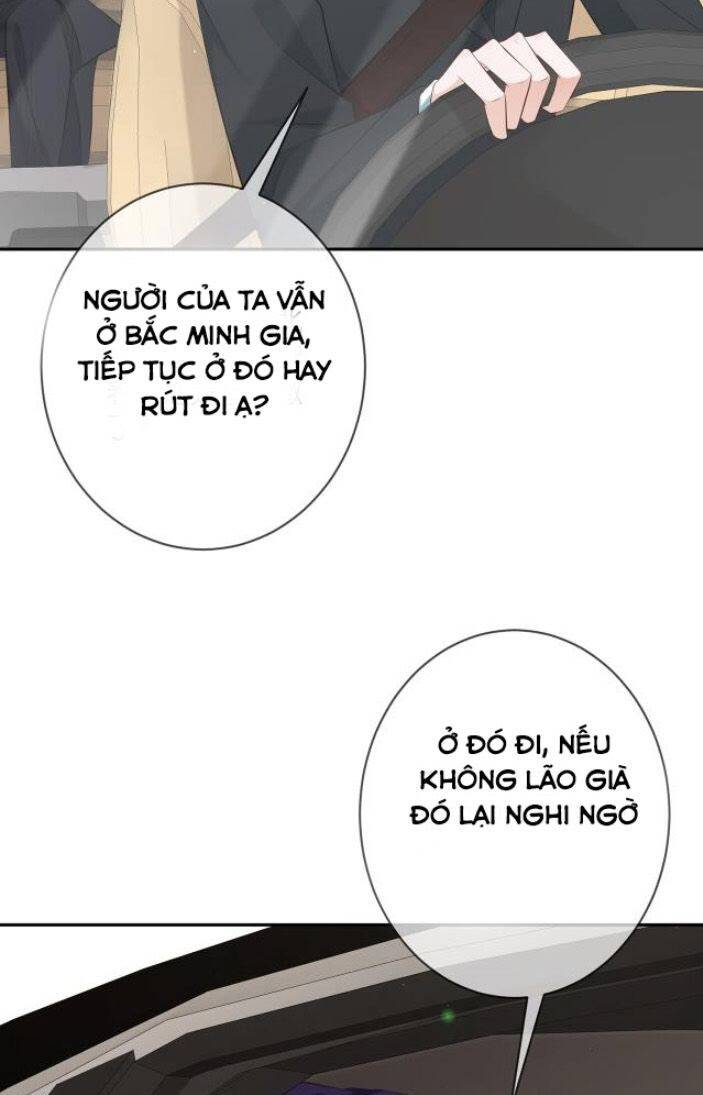 NGƯỜI CỦA TA VẪN
Ở BẮC MINH GIA,
TIẾP TỤC Ở ĐÓ HAY
RÚT ĐI Ạ?
Ở ĐÓ ĐI, NẾU
KHÔNG LÃO GIÀ
ĐÓ LẠI NGHI NGỜ